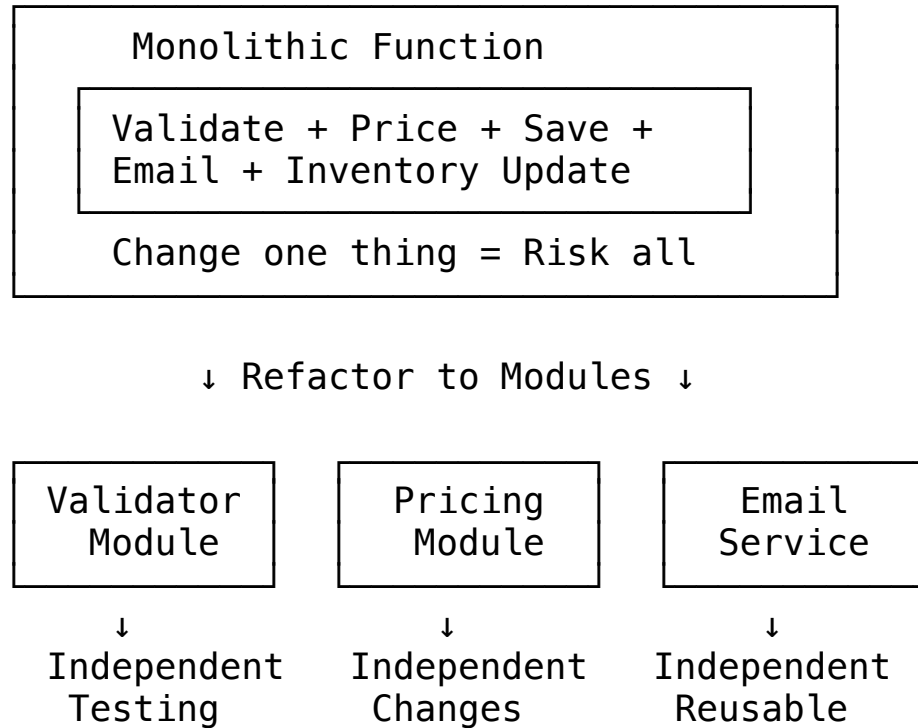 Monolithic Function
Validate + Price + Save +
Email + Inventory Update
Change one thing = Risk all
↓ Refactor to Modules ↓
Validator Pricing Email
Module Module Service
↓ ↓ ↓
Independent Independent Independent
Testing Changes Reusable